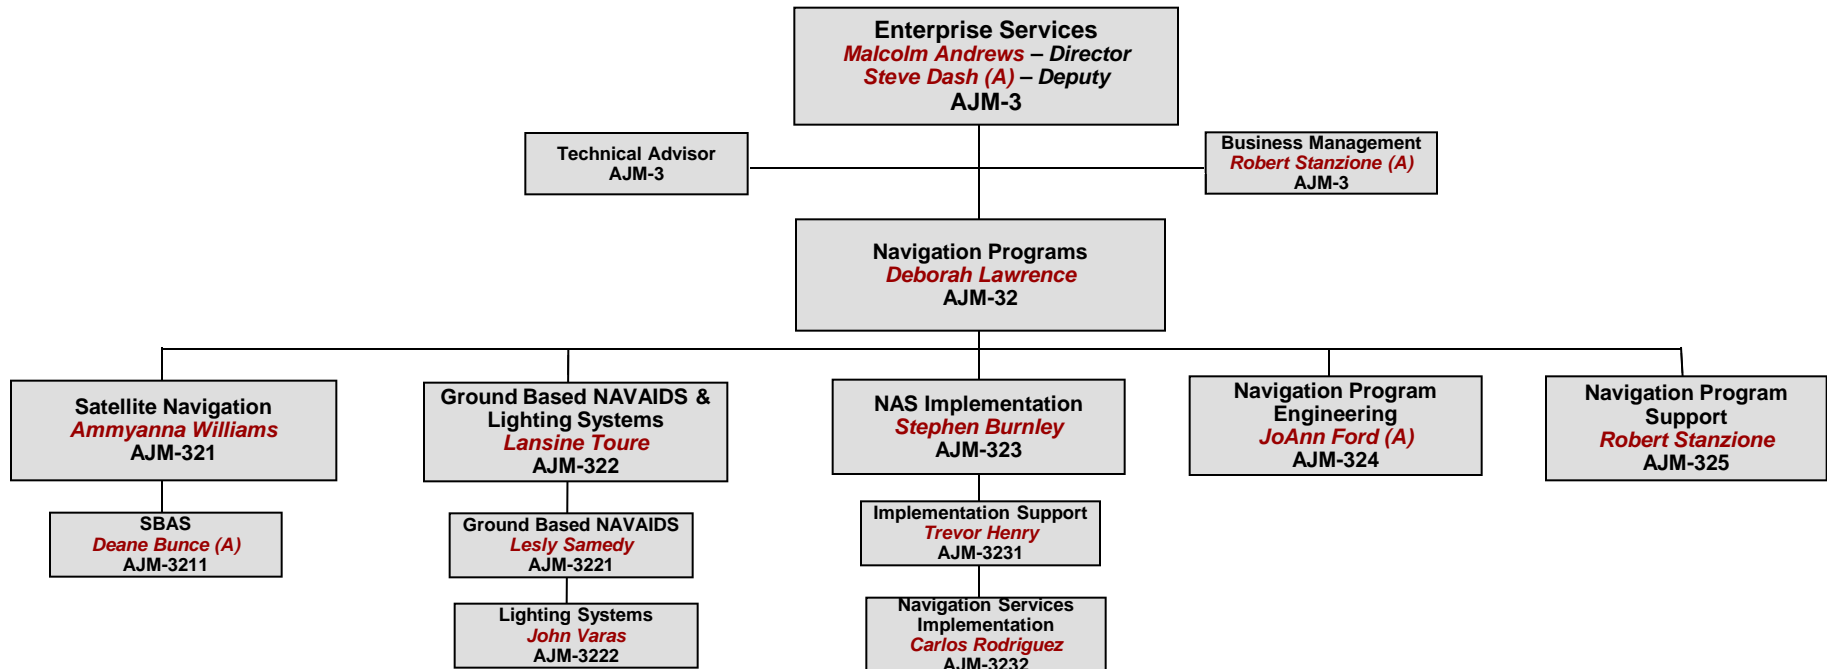 Enterprise Services
Malcolm Andrews – Director
Steve Dash (A) – Deputy
AJM-3
Technical Advisor
AJM-3
Business Management
Robert Stanzione (A)
AJM-3
Navigation Programs
Deborah Lawrence
AJM-32
Satellite Navigation
Ammyanna Williams
AJM-321
Ground Based NAVAIDS &
Lighting Systems
Lansine Toure
AJM-322
NAS Implementation
Stephen Burnley
AJM-323
Navigation Program
Engineering
JoAnn Ford (A)
AJM-324
Navigation Program
Support
Robert Stanzione
AJM-325
SBAS
Deane Bunce (A)
AJM-3211
Ground Based NAVAIDS
Lesly Samedy
AJM-3221
Implementation Support
Trevor Henry
AJM-3231
Lighting Systems
John Varas
AJM-3222
Navigation Services
Implementation
Carlos Rodriguez
AJM-3232